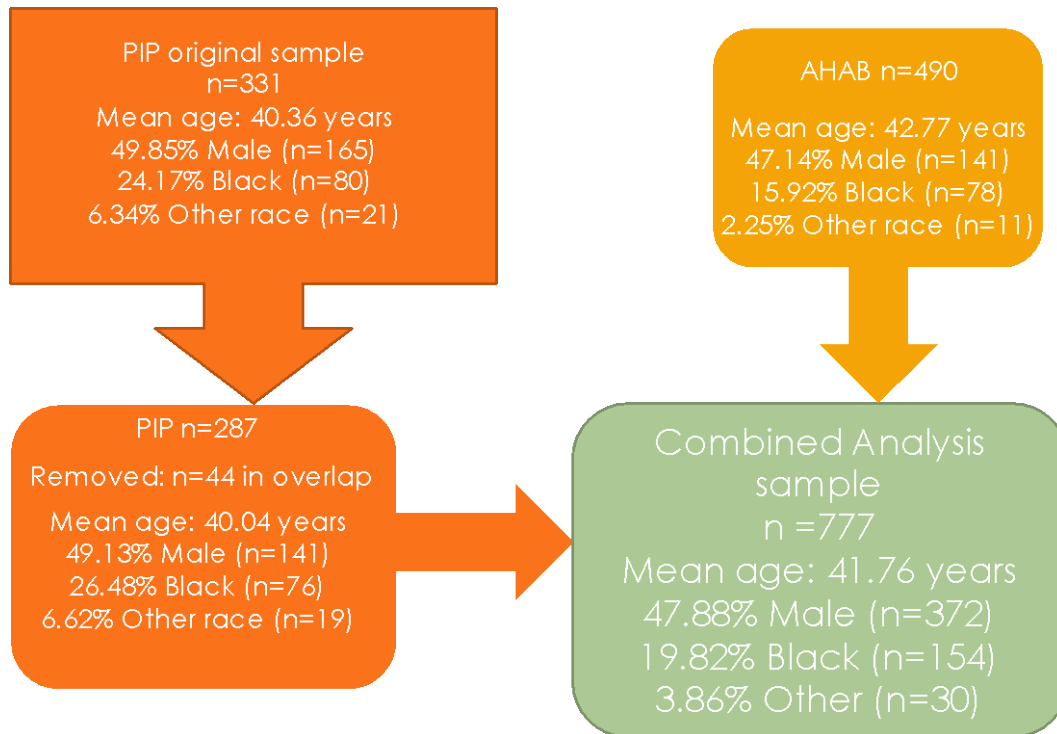 PIP original sample
n=331
Mean age: 40.36 years
49.85% Male (n=165)
24.17% Black (n=80)
6.34% Other race (n=21)
AHAB n=490
Mean age: 42.77 years
47.14% Male (n=141)
15.92% Black (n=78)
2.25% Other race (n=11)
PIP n=287
Removed: n=44 in overlap
Mean age: 40.04 years
49.13% Male (n=141)
26.48% Black (n=76)
6.62% Other race (n=19)
Combined Analysis
sample
n =777
Mean age: 41.76 years
47.88% Male (n=372)
19.82% Black (n=154)
3.86% Other (n=30)